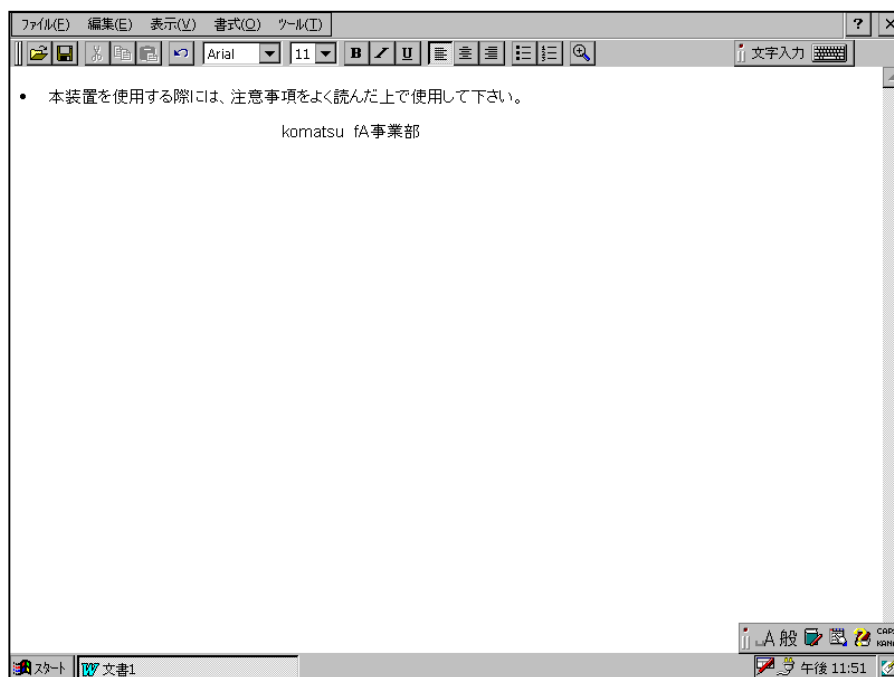 ファイル(F) 編集(E) 表示(V) 書式(O) ツール(T) ? ×
Arial 11 B I U 文字入力
• 本装置を使用する際には、注意事項をよく読んだ上で使用して下さい。
komatsu fA事業部
A 般 CAPS KANA
スタート 文書1 午後 11:51